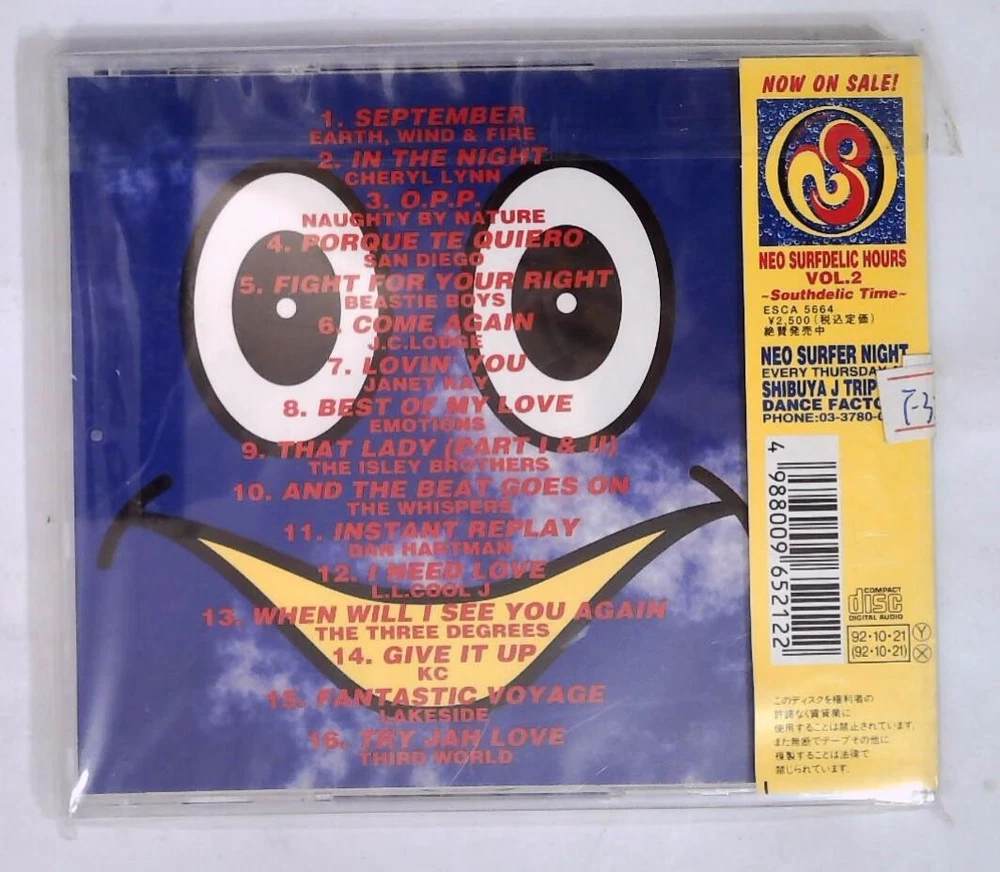 1. SEPTEMBER
EARTH, WIND & FIRE
2. IN THE NIGHT
CHERYL LYNN
3. O.P.P.
NAUGHTY BY NATURE
4. PORQUE TE QUIERO
SAN DIEGO
5. FIGHT FOR YOUR RIGHT
BEASTIE BOYS
6. COME AGAIN
J.C.LODGE
7. LOVIN' YOU
JANET KAY
8. BEST OF MY LOVE
EMOTIONS
9. THAT LADY (PART I & II)
THE ISLEY BROTHERS
10. AND THE BEAT GOES ON
THE WHISPERS
11. INSTANT REPLAY
DAN HARTMAN
12. I NEED LOVE
L.L.COOL J
13. WHEN WILL I SEE YOU AGAIN
THE THREE DEGREES
14. GIVE IT UP
KC
15. FANTASTIC VOYAGE
LAKESIDE
16. TRY JAH LOVE
THIRD WORLD
NOW ON SALE!
NEO SURFDELIC HOURS
VOL.2
~Southdelic Time~
ESCA 5664
¥2,500(税込定価)
絶賛発売中
NEO SURFER NIGHT
EVERY THURSDAY
SHIBUYA J TRIP
DANCE
PHONE:03-3780-
4 988009 652122
COMPACT
disc
DIGITAL AUDIO
92・10・21 Y
(92・10・21) X
このディスクを権利者の
許諾なく賃貸業に
使用することは禁止されています。
また無断でテープその他に
複製することは法律で
禁じられています。